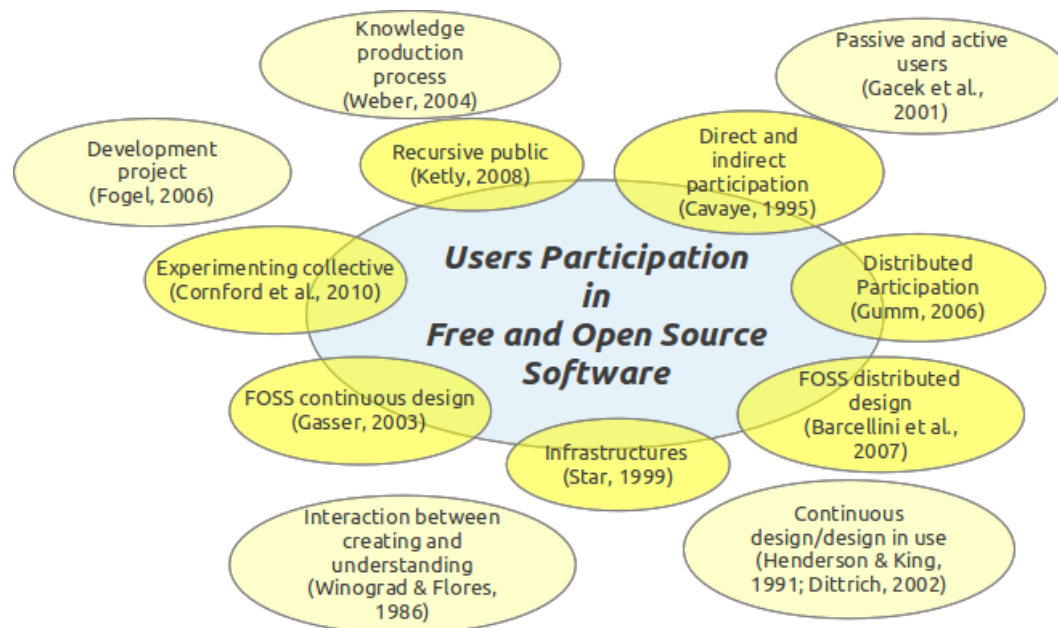 Knowledge
production
process
(Weber, 2004)
Passive and active
users
(Gacek et al.,
2001)
Development
project
(Fogel, 2006)
Recursive public
(Ketly, 2008)
Direct and
indirect
participation
(Cavaye, 1995)
Experimenting collective
(Cornford et al., 2010)
Users Participation
in
Free and Open Source
Software
Distributed
Participation
(Gumm, 2006)
FOSS continuous design
(Gasser, 2003)
FOSS distributed
design
(Barcellini et al.,
2007)
Infrastructures
(Star, 1999)
Interaction between
creating and
understanding
(Winograd & Flores,
1986)
Continuous
design/design in use
(Henderson & King,
1991; Dittrich, 2002)